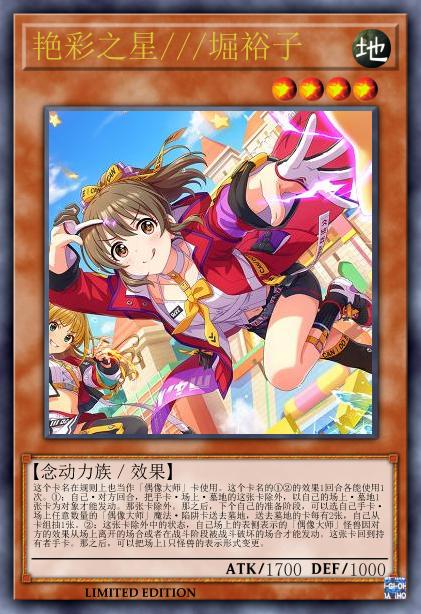 艳彩之星///堀裕子
地
I CAN DO
CAN DO
【念动力族/效果】
这个卡名在规则上也当作「偶像大师」卡使用。这个卡名的①②的效果1回合各能使用1
次。①：自己·对方回合，把手卡·场上·墓地的这张卡除外，以自己的场上·墓地1
张卡为对象才能发动。那张卡除外。那之后，下个自己的准备阶段，可以选自己手卡·
场上任意数量的「偶像大师」魔法·陷阱卡送去墓地，送去墓地的卡每有2张，自己从
卡组抽1张。②：这张卡除外中的状态，自己场上的表侧表示的「偶像大师」怪兽因对
方的效果从场上离开的场合或者在战斗阶段被战斗破坏的场合才能发动。这张卡回到持
有者手卡。那之后，可以把场上1只怪兽的表示形式变更。
ATK/1700 DEF/1000
LIMITED EDITION